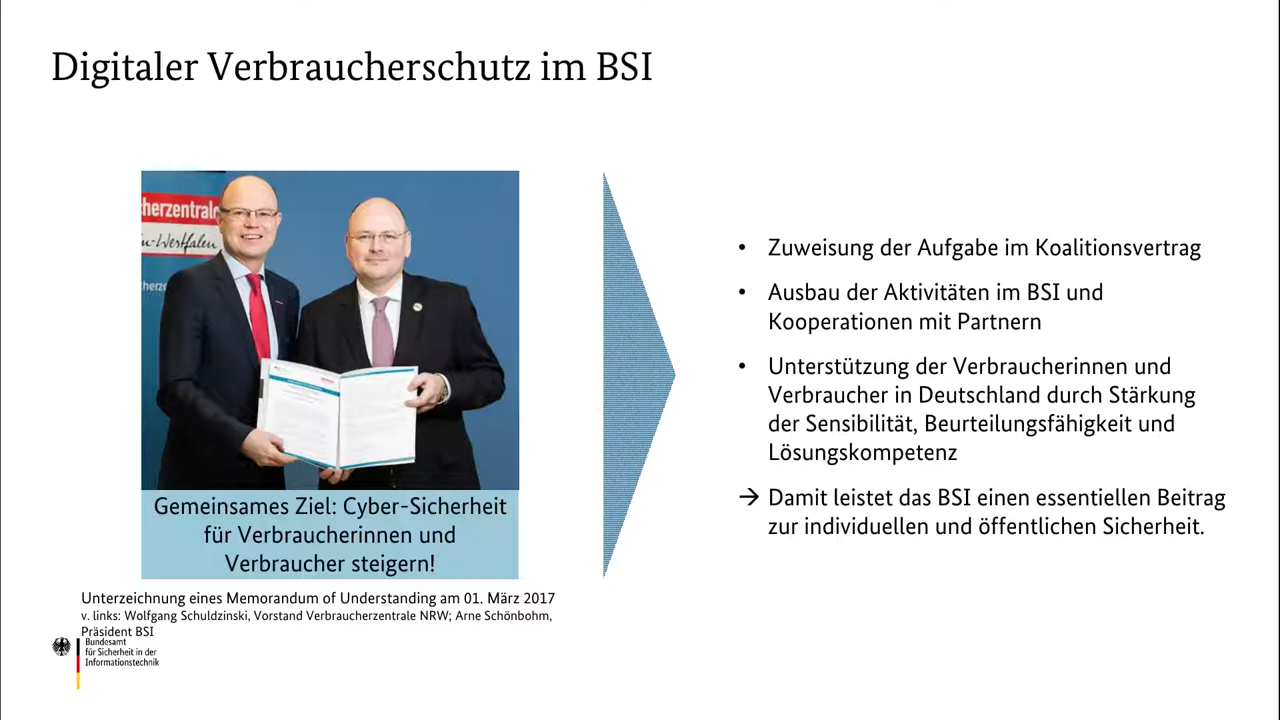 Digitaler Verbraucherschutz im BSI
herzentrale
n-Westfalen
herze
Gemeinsames Ziel: Cyber-Sicherheit
für Verbraucherinnen und
Verbraucher steigern!
Unterzeichnung eines Memorandum of Understanding am 01. März 2017
v. links: Wolfgang Schuldzinski, Vorstand Verbraucherzentrale NRW; Arne Schönbohm,
Präsident BSI
• Zuweisung der Aufgabe im Koalitionsvertrag
• Ausbau der Aktivitäten im BSI und
Kooperationen mit Partnern
• Unterstützung der Verbraucherinnen und
Verbraucher in Deutschland durch Stärkung
der Sensibilität, Beurteilungsfähigkeit und
Lösungskompetenz
→ Damit leistet das BSI einen essentiellen Beitrag
zur individuellen und öffentlichen Sicherheit.
Bundesamt
für Sicherheit in der
Informationstechnik